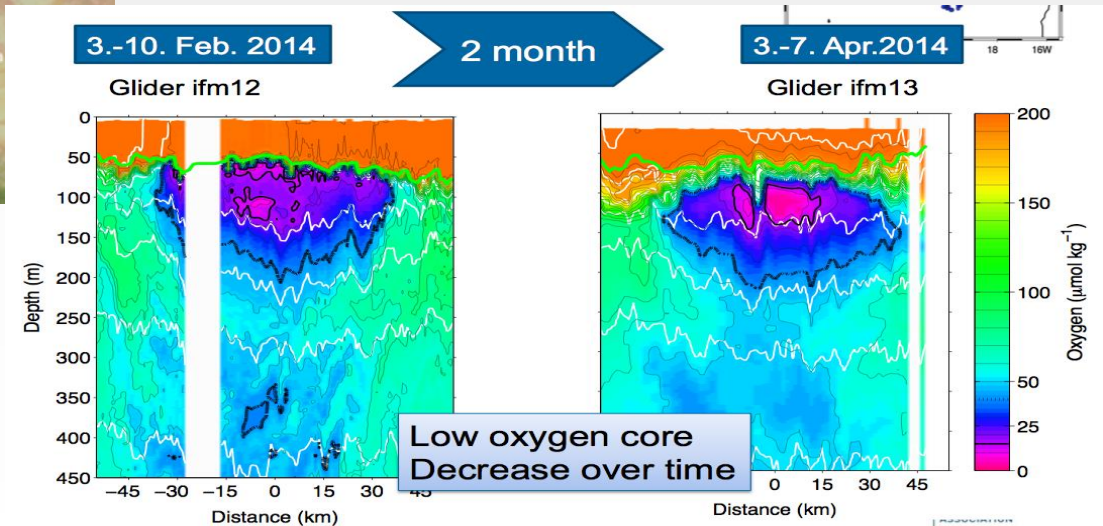 3.-10. Feb. 2014
2 month
3.-7. Apr.2014
18 16W
Glider ifm12
Glider ifm13
0
50
100
150
200
250
300
350
400
450
Depth (m)
−45 −30 −15 0 15 30
Distance (km)
0 15 30 45
Distance (km)
200
150
100
50
25
0
Oxygen (µmol kg⁻¹)
Low oxygen core
Decrease over time
ASSOCIATION